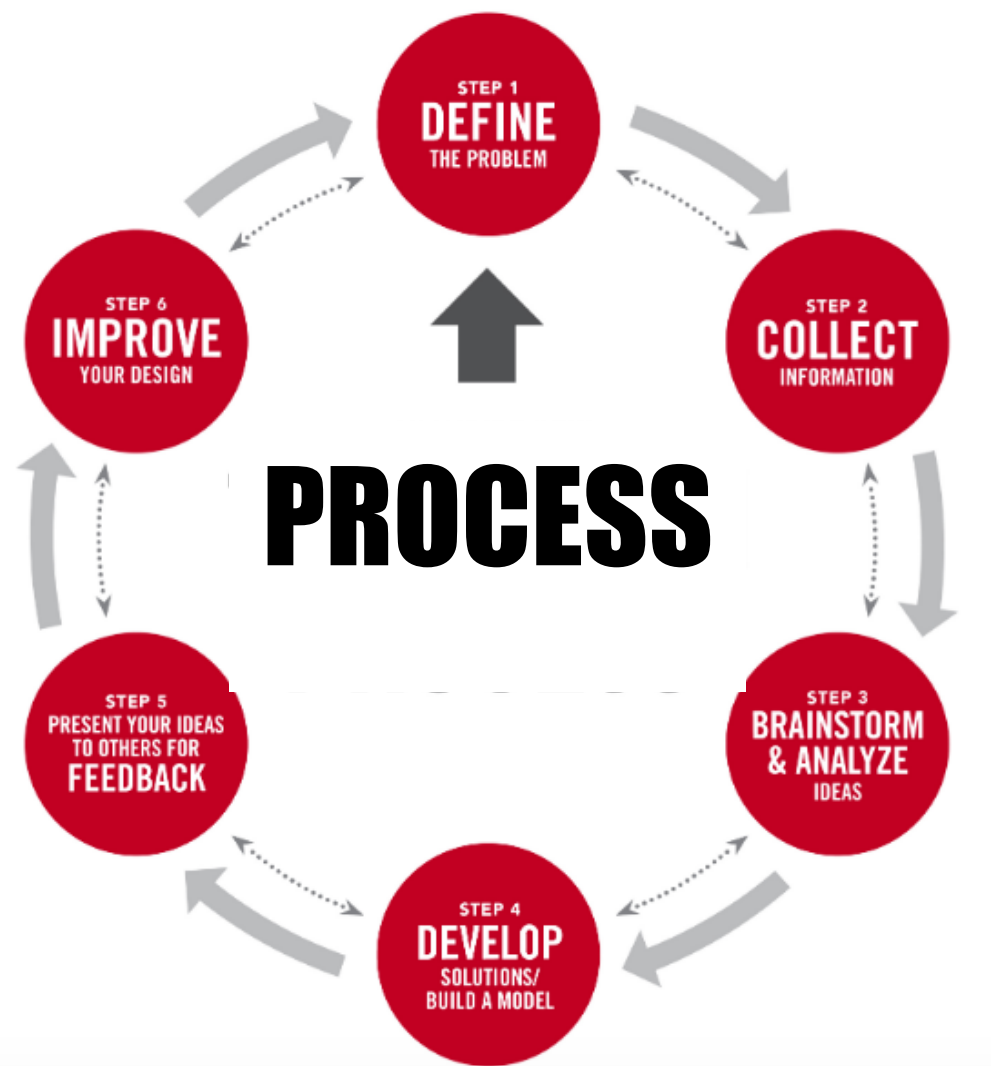 STEP 1
DEFINE
THE PROBLEM
STEP 2
COLLECT
INFORMATION
STEP 3
BRAINSTORM
& ANALYZE
IDEAS
STEP 4
DEVELOP
SOLUTIONS/
BUILD A MODEL
STEP 5
PRESENT YOUR IDEAS
TO OTHERS FOR
FEEDBACK
STEP 6
IMPROVE
YOUR DESIGN
PROCESS